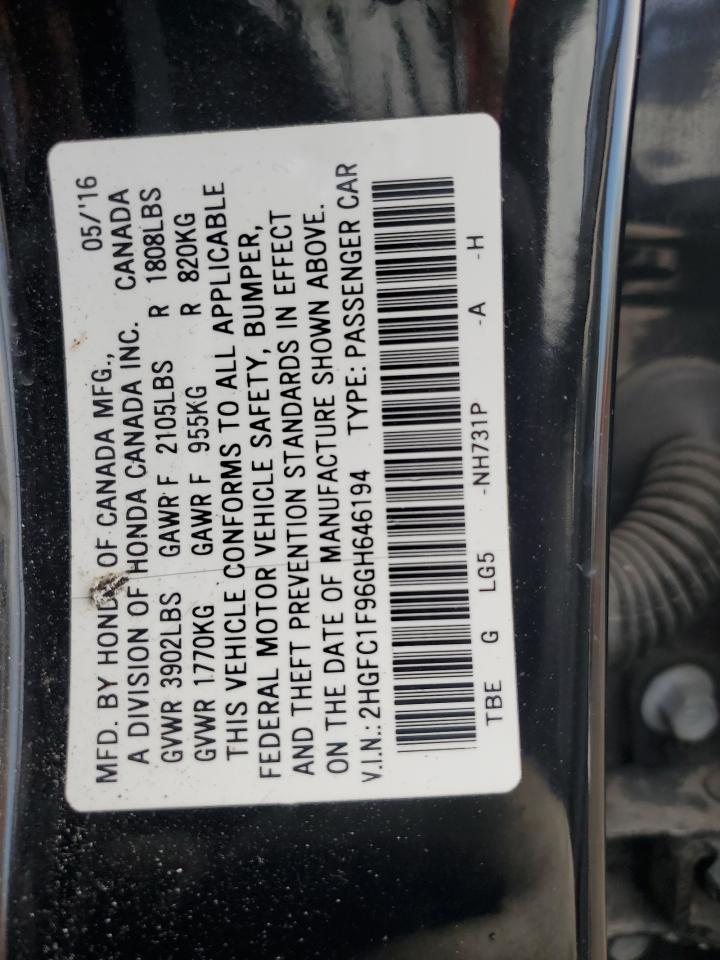 MFD. BY HONDA OF CANADA MFG., 05/'16
A DIVISION OF HONDA CANADA INC. CANADA
GVWR 3902LBS GAWR F 2105LBS R 1808LBS
GVWR 1770KG GAWR F 955KG R 820KG
THIS VEHICLE CONFORMS TO ALL APPLICABLE
FEDERAL MOTOR VEHICLE SAFETY, BUMPER,
AND THEFT PREVENTION STANDARDS IN EFFECT
ON THE DATE OF MANUFACTURE SHOWN ABOVE.
V.I.N.: 2HGFC1F96GH646194 TYPE: PASSENGER CAR
TBE G LG5 -NH731P -A -H